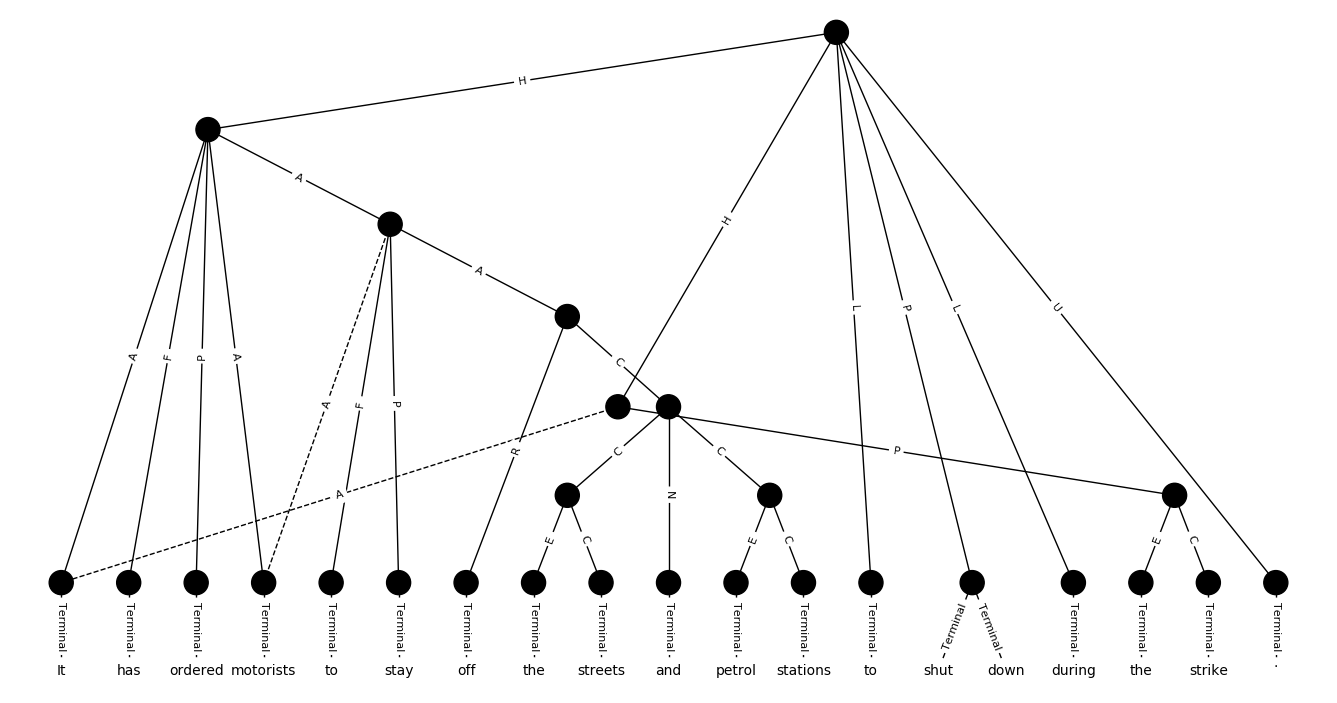 H
A
H
A
L
P
L
U
A
F
P
A
C
A
F
P
R
C
C
P
A
N
E
C
E
C
E
C
Terminal Terminal Terminal Terminal Terminal Terminal Terminal Terminal Terminal Terminal Terminal Terminal Terminal Terminal Terminal Terminal Terminal Terminal Terminal
It has ordered motorists to stay off the streets and petrol stations to shut down during the strike .